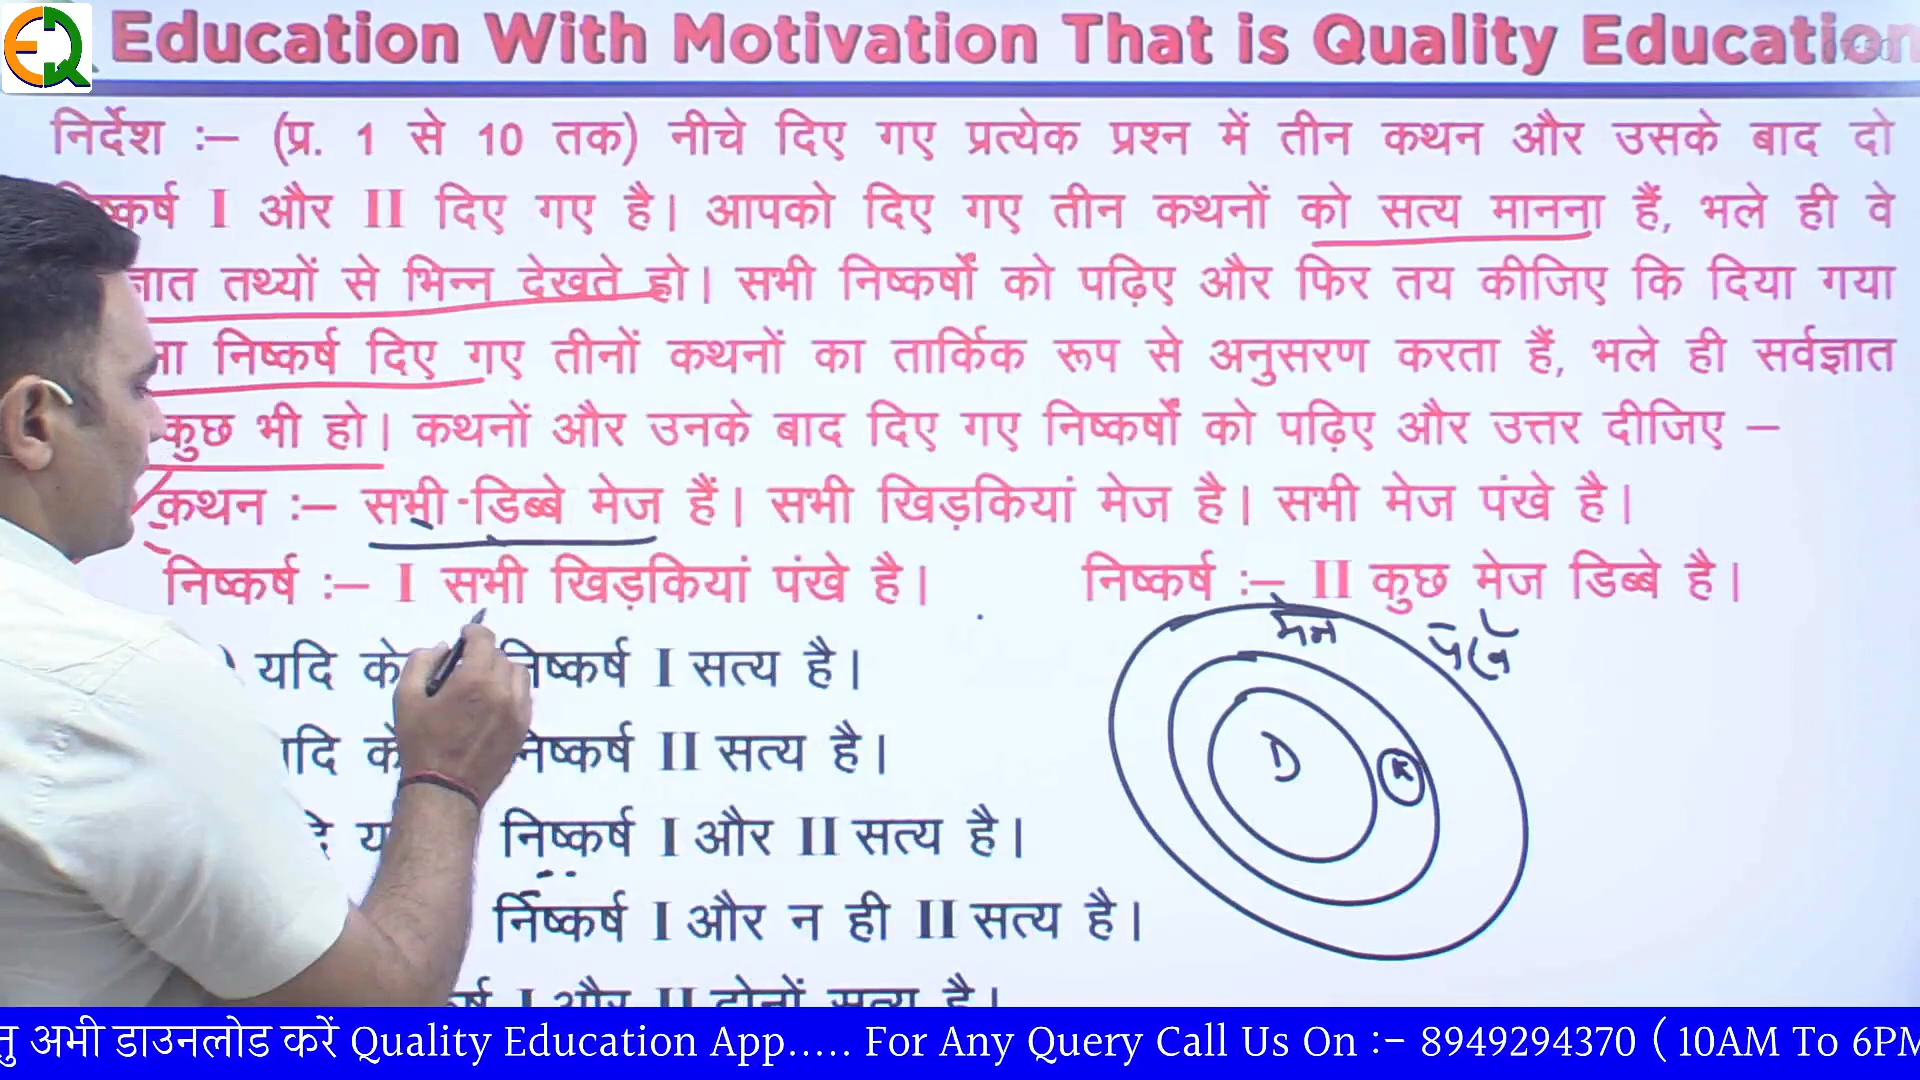 EQ
Education With Motivation That is Quality Education
निर्देश :– (प्र. 1 से 10 तक) नीचे दिए गए प्रत्येक प्रश्न में तीन कथन और उसके बाद दो
I और II दिए गए है। आपको दिए गए तीन कथनों को सत्य मानना हैं, भले ही वे
तथ्यों से भिन्न देखते हो। सभी निष्कर्षों को पढ़िए और फिर तय कीजिए कि दिया गया
निष्कर्ष दिए गए तीनों कथनों का तार्किक रूप से अनुसरण करता हैं, भले ही सर्वज्ञात
कुछ भी हो। कथनों और उनके बाद दिए गए निष्कर्षों को पढ़िए और उत्तर दीजिए –
कथन :– सभी डिब्बे मेज हैं। सभी खिड़कियां मेज है। सभी मेज पंखे है।
निष्कर्ष :– I सभी खिड़कियां पंखे है। निष्कर्ष :– II कुछ मेज डिब्बे है।
मेज पंखे
यदि निष्कर्ष I सत्य है।
D K
निष्कर्ष II सत्य है।
निष्कर्ष I और II सत्य है।
निष्कर्ष I और न ही II सत्य है।
I और II दोनों सत्य है।
अभी डाउनलोड करें Quality Education App..... For Any Query Call Us On :- 8949294370 ( 10AM To 6PM